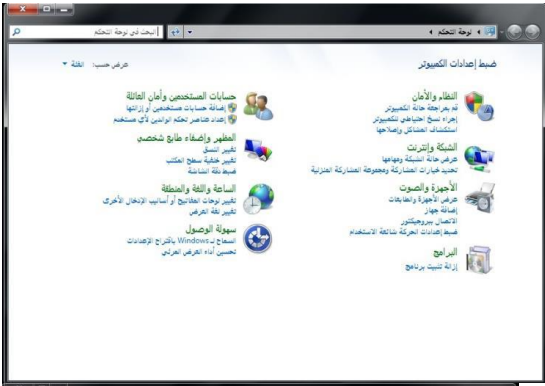 لوحة التحكم
البحث في لوحة التحكم
ضبط إعدادات الكمبيوتر
عرض حسب: الفئة
النظام والأمان
قم بمراجعة حالة الكمبيوتر
إجراء نسخ احتياطي للكمبيوتر
استكشاف المشاكل وإصلاحها
الشبكة وإنترنت
عرض حالة الشبكة ومهامها
تحديد خيارات المشاركة ومجموعة المشاركة المنزلية
الأجهزة والصوت
عرض الأجهزة والطابعات
إضافة جهاز
الاتصال ببروجيكتور
ضبط إعدادات الحركة شائعة الاستخدام
البرامج
إزالة تثبيت برنامج
حسابات المستخدمين وأمان العائلة
إضافة حسابات مستخدمين أو إزالتها
إعداد عناصر تحكم الوالدين لأي مستخدم
المظهر وإضفاء طابع شخصي
تغيير النسق
تغيير خلفية سطح المكتب
ضبط دقة الشاشة
الساعة واللغة والمنطقة
تغيير لوحات المفاتيح أو أساليب الإدخال الأخرى
تغيير لغة العرض
سهولة الوصول
السماح لـ Windows باقتراح الإعدادات
تحسين أداء العرض المرئي